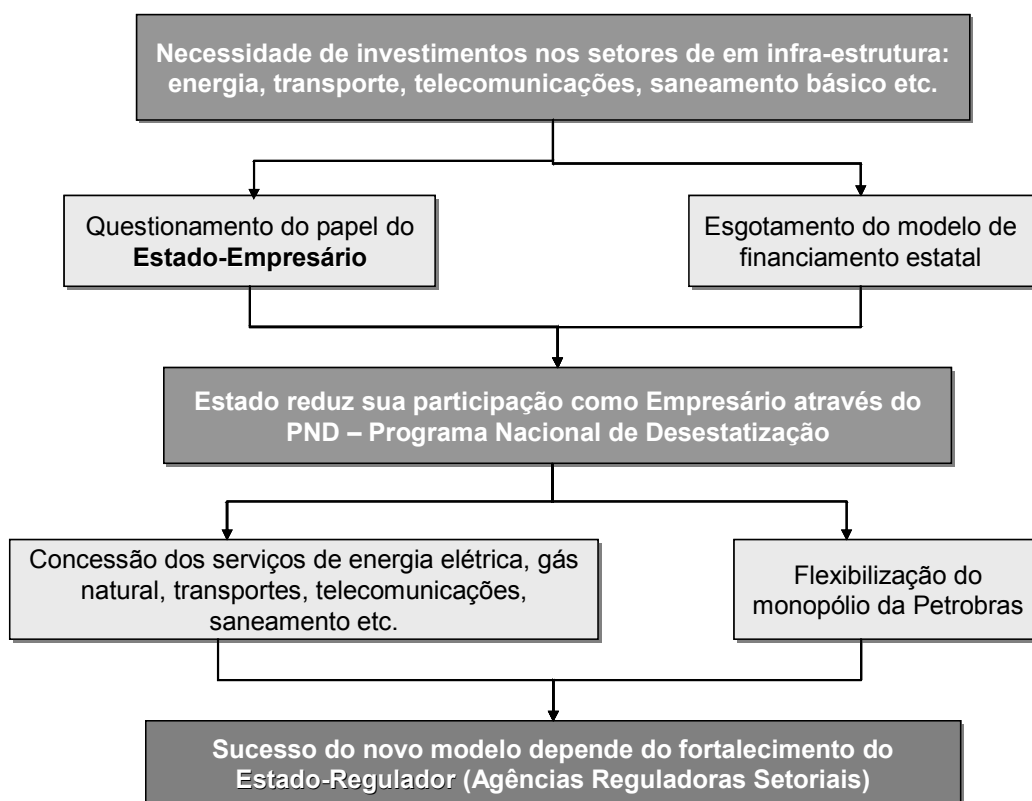 Necessidade de investimentos nos setores de em infra-estrutura:
energia, transporte, telecomunicações, saneamento básico etc.
Questionamento do papel do
Estado-Empresário
Esgotamento do modelo de
financiamento estatal
Estado reduz sua participação como Empresário através do
PND – Programa Nacional de Desestatização
Concessão dos serviços de energia elétrica, gás
natural, transportes, telecomunicações,
saneamento etc.
Flexibilização do
monopólio da Petrobras
Sucesso do novo modelo depende do fortalecimento do
Estado-Regulador (Agências Reguladoras Setoriais)